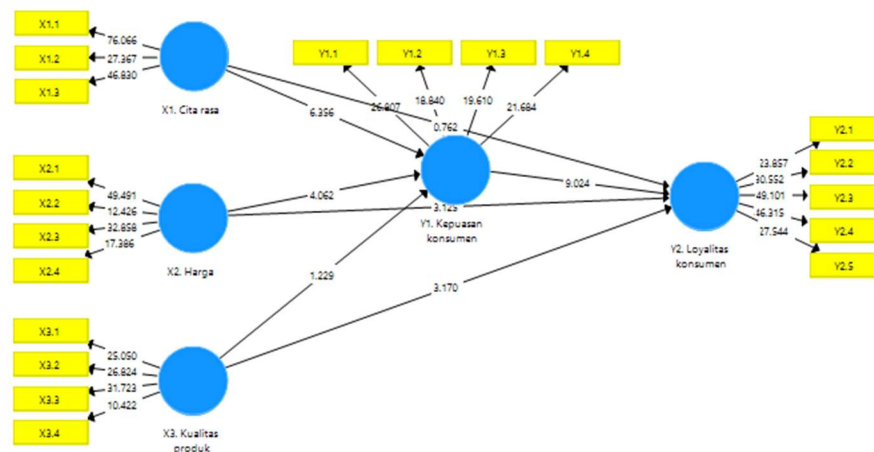 X1.1
X1.2
X1.3
76.066
27.367
46.830
X1. Cita rasa
Y1.1
Y1.2
Y1.3
Y1.4
26.807
18.840
19.610
21.684
6.356
0.762
X2.1
X2.2
X2.3
X2.4
49.491
12.426
32.858
17.386
X2. Harga
4.062
3.125
9.024
Y1. Kepuasan
konsumen
Y2.1
Y2.2
Y2.3
Y2.4
Y2.5
23.857
30.552
49.101
46.315
27.544
Y2. Loyalitas
konsumen
1.229
3.170
X3.1
X3.2
X3.3
X3.4
25.050
26.824
31.723
10.422
X3. Kualitas
produk